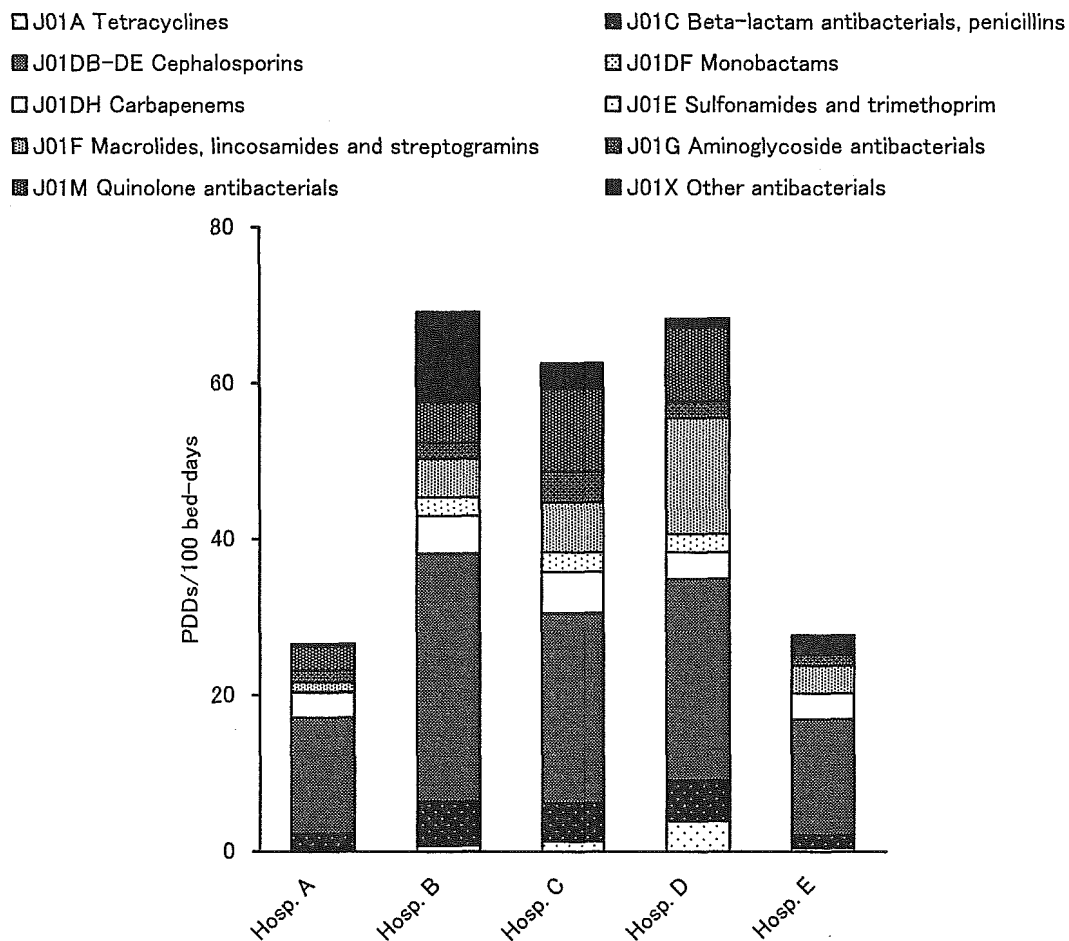 J01A Tetracyclines
J01C Beta-lactam antibacterials, penicillins
J01DB-DE Cephalosporins
J01DF Monobactams
J01DH Carbapenems
J01E Sulfonamides and trimethoprim
J01F Macrolides, lincosamides and streptogramins
J01G Aminoglycoside antibacterials
J01M Quinolone antibacterials
J01X Other antibacterials
80
60
40
20
0
PDDs/100 bed-days
Hosp. A
Hosp. B
Hosp. C
Hosp. D
Hosp. E